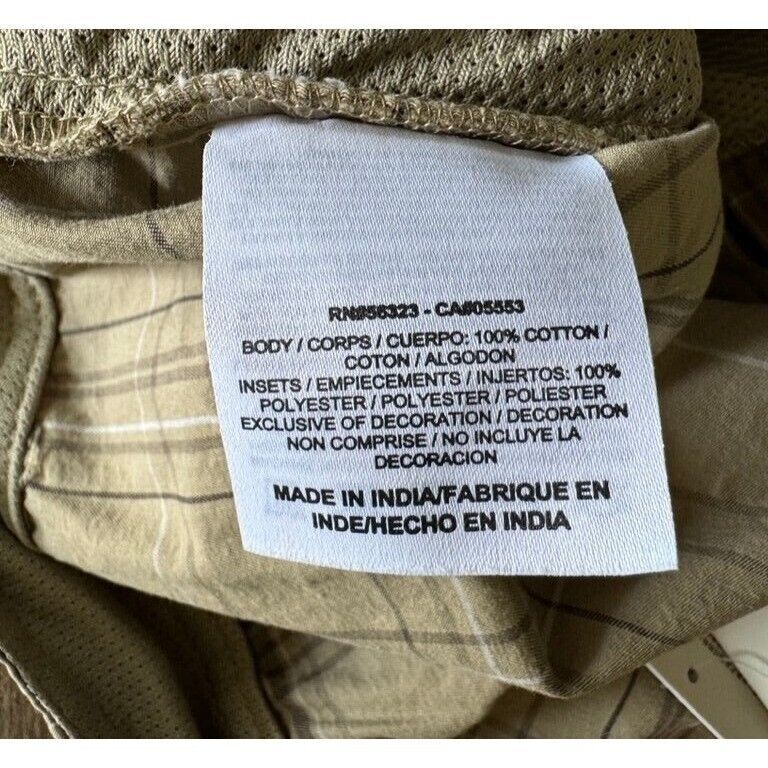 RN#56323 - CA#05553
BODY / CORPS / CUERPO: 100% COTTON /
COTON / ALGODON
INSETS / EMPIECEMENTS / INJERTOS: 100%
POLYESTER / POLYESTER / POLIESTER
EXCLUSIVE OF DECORATION / DECORATION
NON COMPRISE / NO INCLUYE LA
DECORACION
MADE IN INDIA/FABRIQUE EN
INDE/HECHO EN INDIA